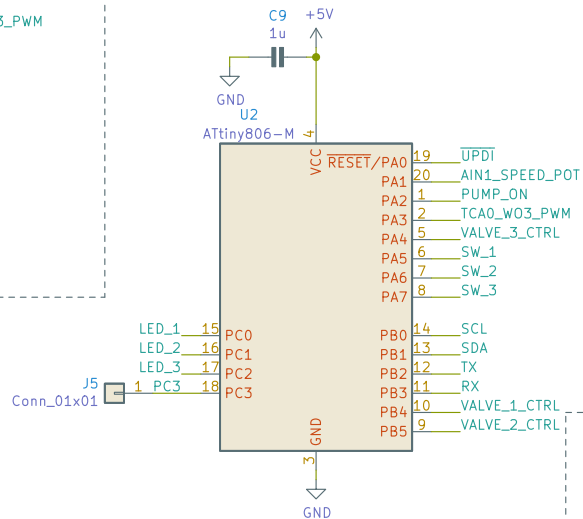 3_PWM
C9
1u
+5V
GND
U2
ATtiny806-M
4
VCC
RESET/PA0 19 UPDI
PA1 20 AIN1_SPEED_POT
PA2 1 PUMP_ON
PA3 2 TCA0_WO3_PWM
PA4 5 VALVE_3_CTRL
PA5 6 SW_1
PA6 7 SW_2
PA7 8 SW_3
LED_1 15 PC0 PB0 14 SCL
LED_2 16 PC1 PB1 13 SDA
LED_3 17 PC2 PB2 12 TX
J5
Conn_01x01
1 PC3 18 PC3 PB3 11 RX
PB4 10 VALVE_1_CTRL
PB5 9 VALVE_2_CTRL
GND
3
GND